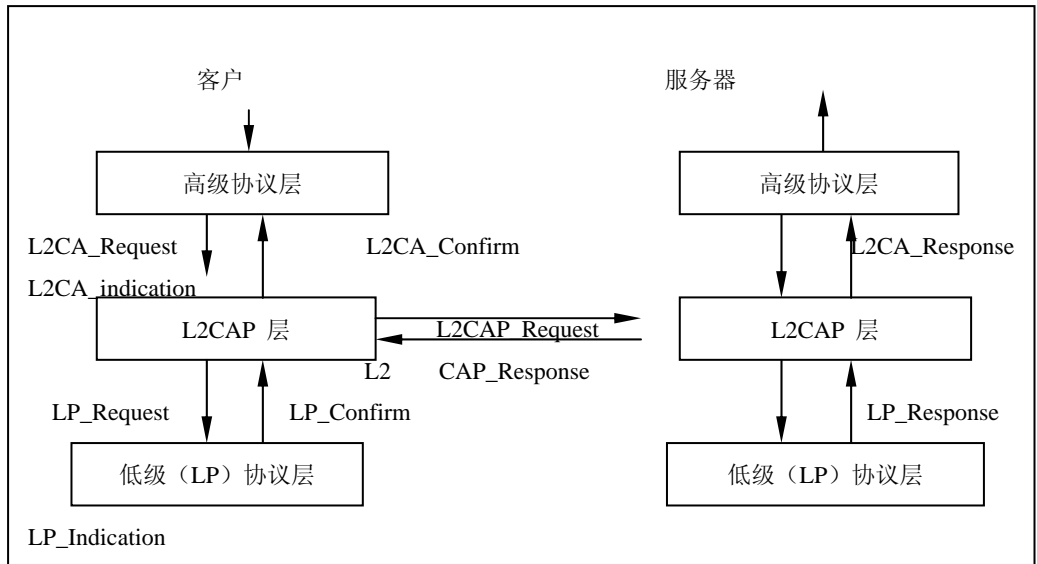 客户 服务器
高级协议层 高级协议层
L2CA_Request L2CA_Confirm L2CA_Response
L2CA_indication
L2CAP 层 L2CAP_Request L2CAP 层
L2 CAP_Response
LP_Request LP_Confirm LP_Response
低级（LP）协议层 低级（LP）协议层
LP_Indication